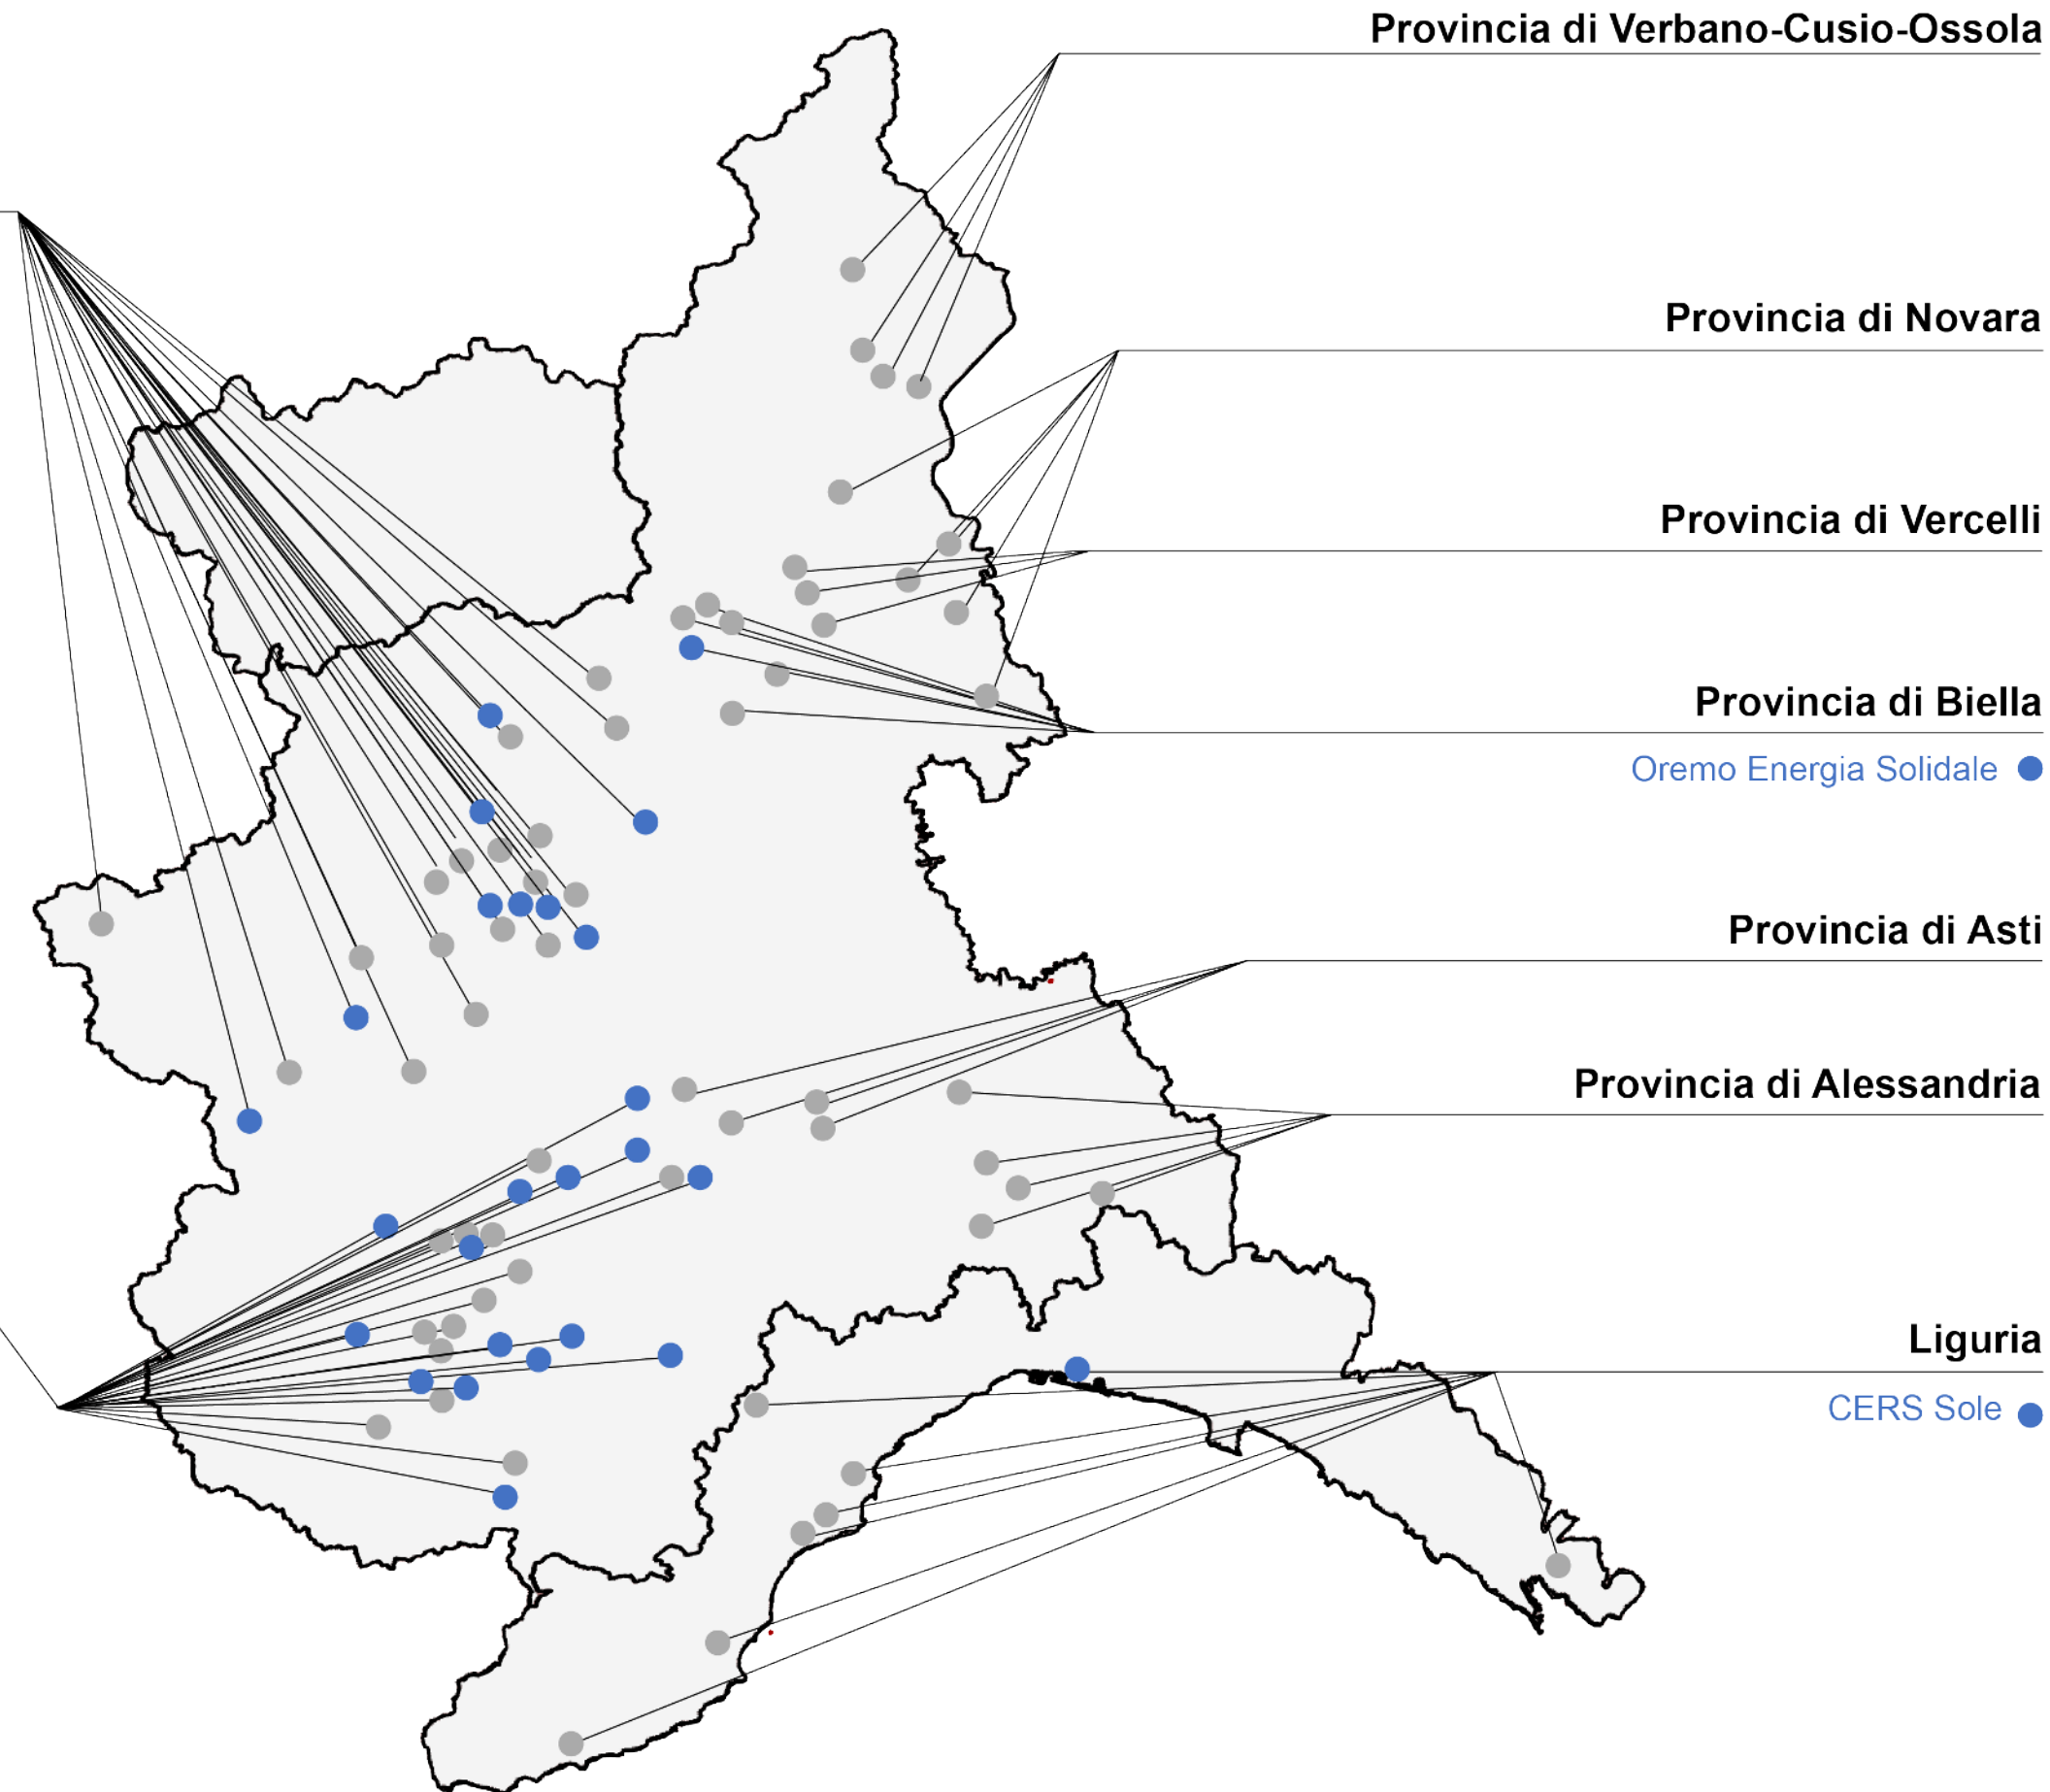 Provincia di Verbano-Cusio-Ossola
Provincia di Novara
Provincia di Vercelli
Provincia di Biella
Oremo Energia Solidale
Provincia di Asti
Provincia di Alessandria
Liguria
CERS Sole